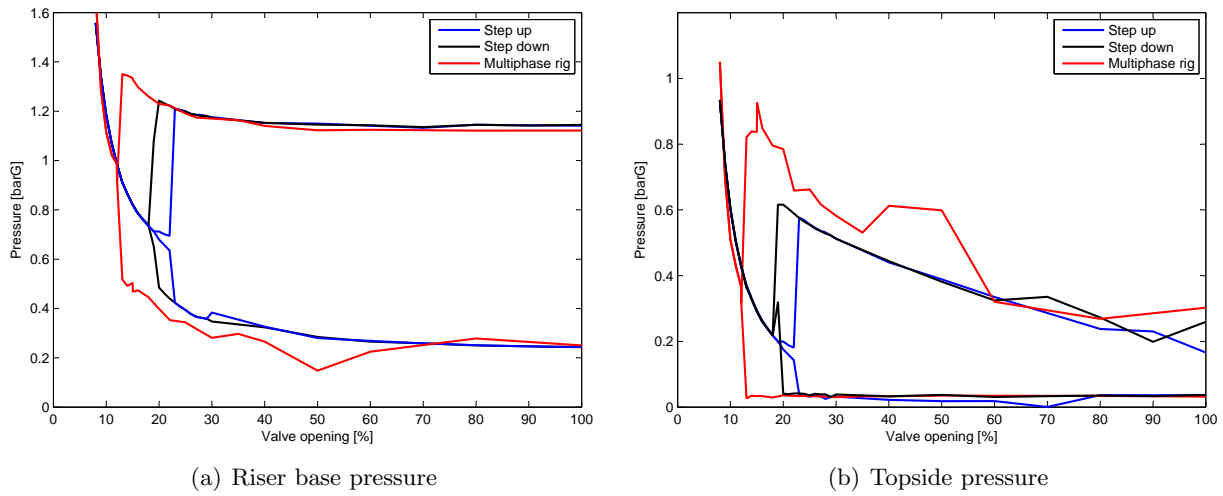 1.6
1.4
1.2
1
0.8
0.6
0.4
0.2
0
Pressure [barG]
0 10 20 30 40 50 60 70 80 90 100
Valve opening [%]
Step up
Step down
Multiphase rig
(a) Riser base pressure
1
0.8
0.6
0.4
0.2
0
Pressure [barG]
0 10 20 30 40 50 60 70 80 90 100
Valve opening [%]
Step up
Step down
Multiphase rig
(b) Topside pressure